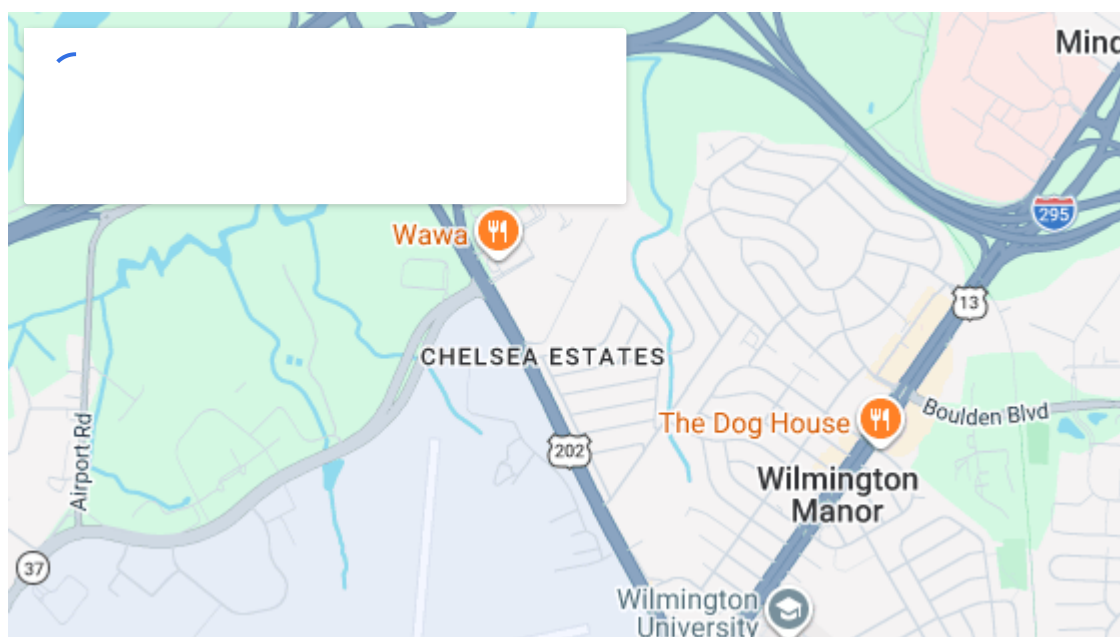 Mind
295
Wawa
13
CHELSEA ESTATES
Boulden Blvd
The Dog House
Airport Rd
202
Wilmington
Manor
37
Wilmington
University